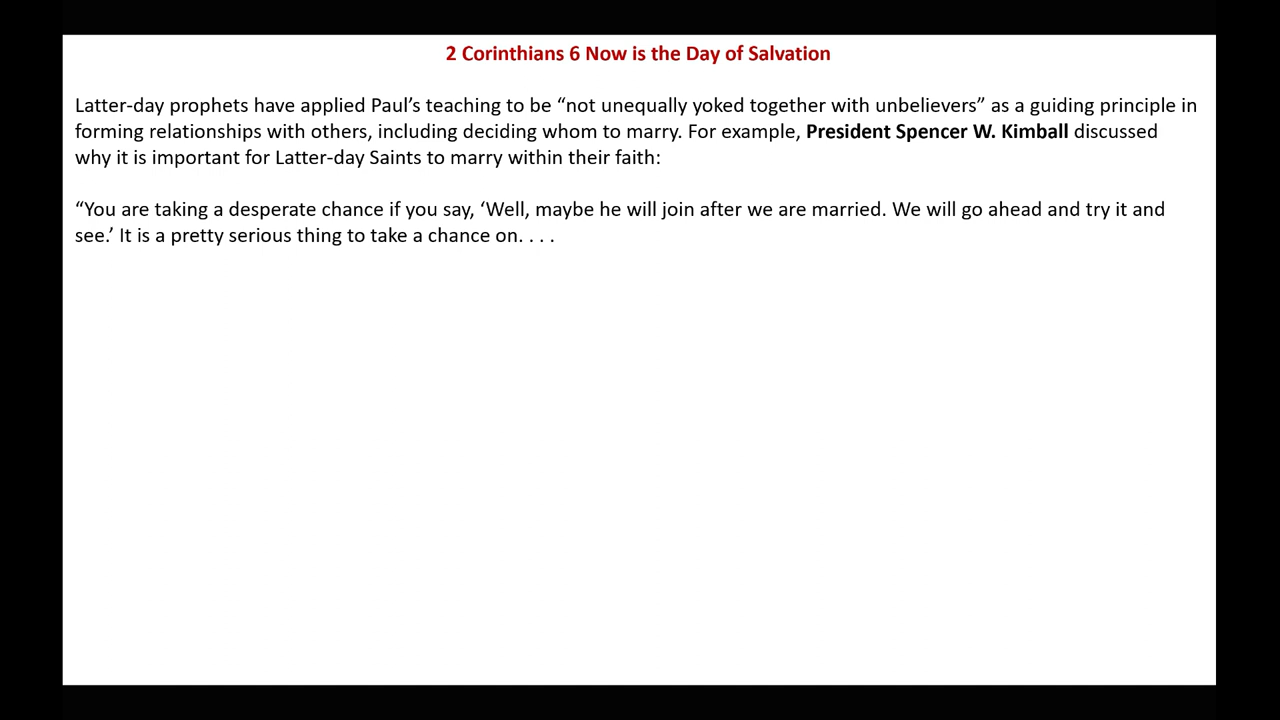 2 Corinthians 6 Now is the Day of Salvation
Latter-day prophets have applied Paul’s teaching to be “not unequally yoked together with unbelievers” as a guiding principle in
forming relationships with others, including deciding whom to marry. For example, President Spencer W. Kimball discussed
why it is important for Latter-day Saints to marry within their faith:
“You are taking a desperate chance if you say, ‘Well, maybe he will join after we are married. We will go ahead and try it and
see.’ It is a pretty serious thing to take a chance on. . . .